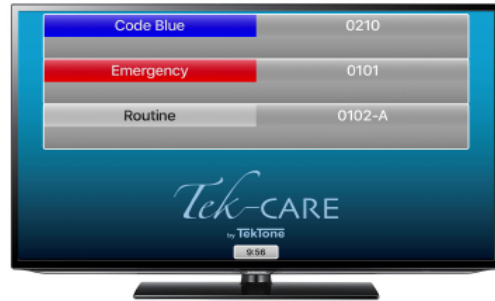 Code Blue 0210
Emergency 0101
Routine 0102-A
Tek-CARE
by TekTone
9:56